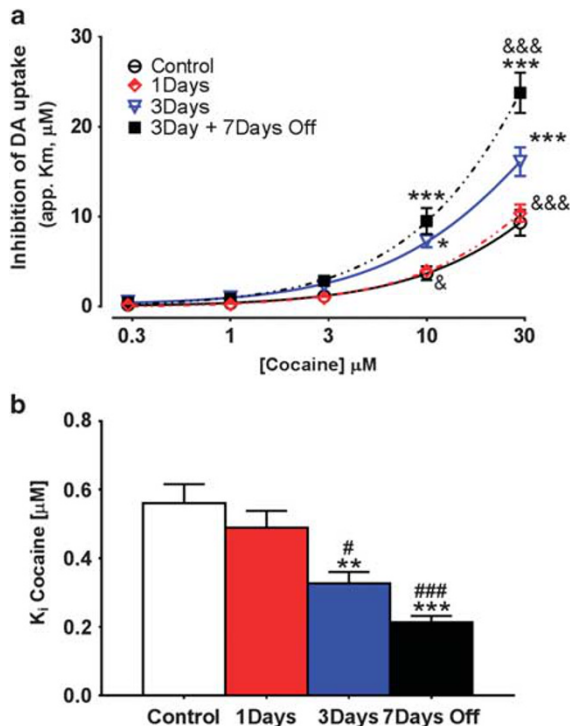 a
30
20
10
0
Inhibition of DA uptake
(app. Km, μM)
Control
1Days
3Days
3Day + 7Days Off
&&&
***
***
***
*
&&&
&
0.3 1 3 10 30
[Cocaine] μM
b
0.8
0.6
0.4
0.2
0.0
Ki Cocaine [μM]
#
**
###
***
Control 1Days 3Days 7Days Off